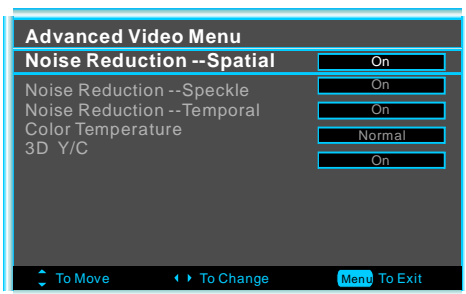 Advanced Video Menu
Noise Reduction --Spatial On
Noise Reduction --Speckle On
Noise Reduction --Temporal On
Color Temperature Normal
3D Y/C On
To Move To Change Menu To Exit